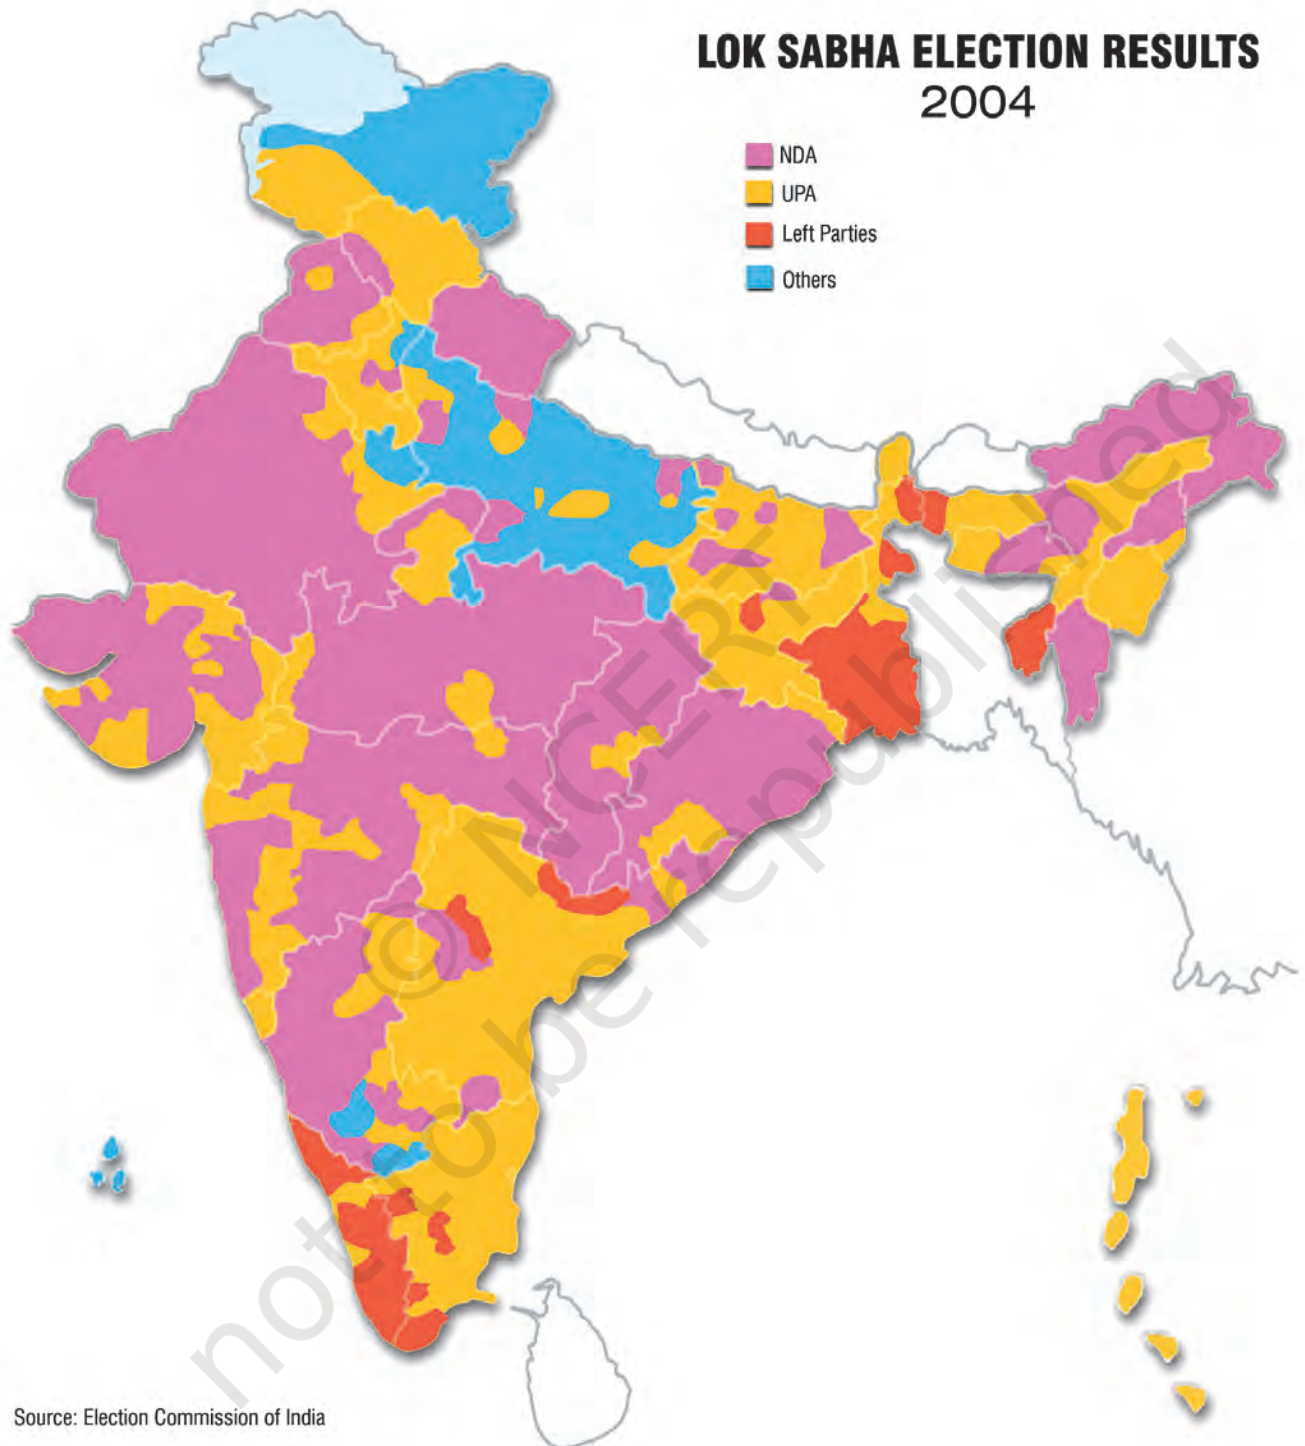 LOK SABHA ELECTION RESULTS
2004
NDA
UPA
Left Parties
Others
© NCERT
not to be republished
Source: Election Commission of India